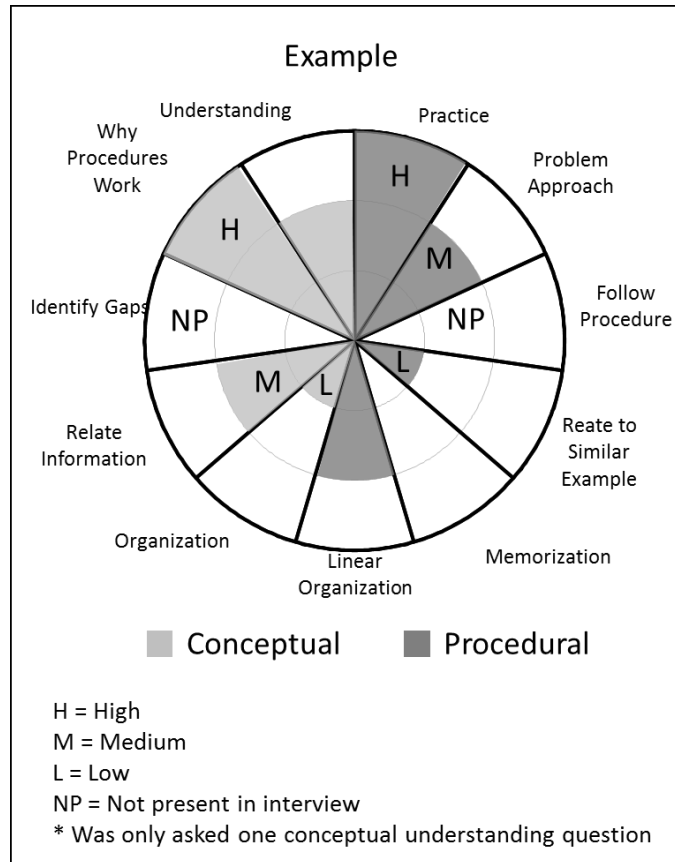 Example
Understanding
Practice
Why
Procedures
Work
Problem
Approach
H
H
M
Identify Gaps
NP
NP
Follow
Procedure
M
L
L
Relate
Information
Reate to
Similar
Example
Organization
Linear
Organization
Memorization
Conceptual
Procedural
H = High
M = Medium
L = Low
NP = Not present in interview
* Was only asked one conceptual understanding question